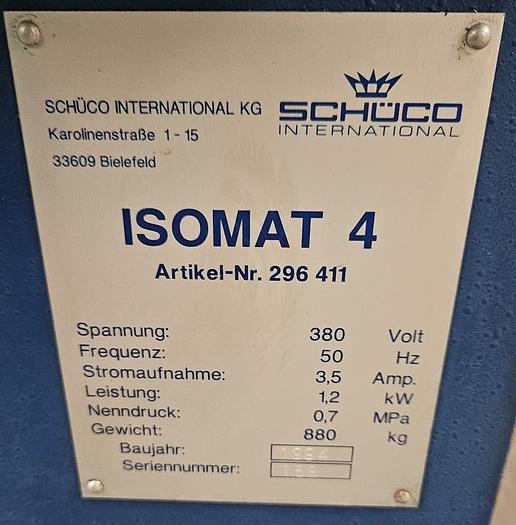 SCHÜCO INTERNATIONAL KG
Karolinenstraße 1 - 15
33609 Bielefeld
SCHÜCO
INTERNATIONAL
ISOMAT 4
Artikel-Nr. 296 411
Spannung: 380 Volt
Frequenz: 50 Hz
Stromaufnahme: 3,5 Amp.
Leistung: 1,2 kW
Nenndruck: 0,7 MPa
Gewicht: 880 kg
Baujahr: 1994
Seriennummer: